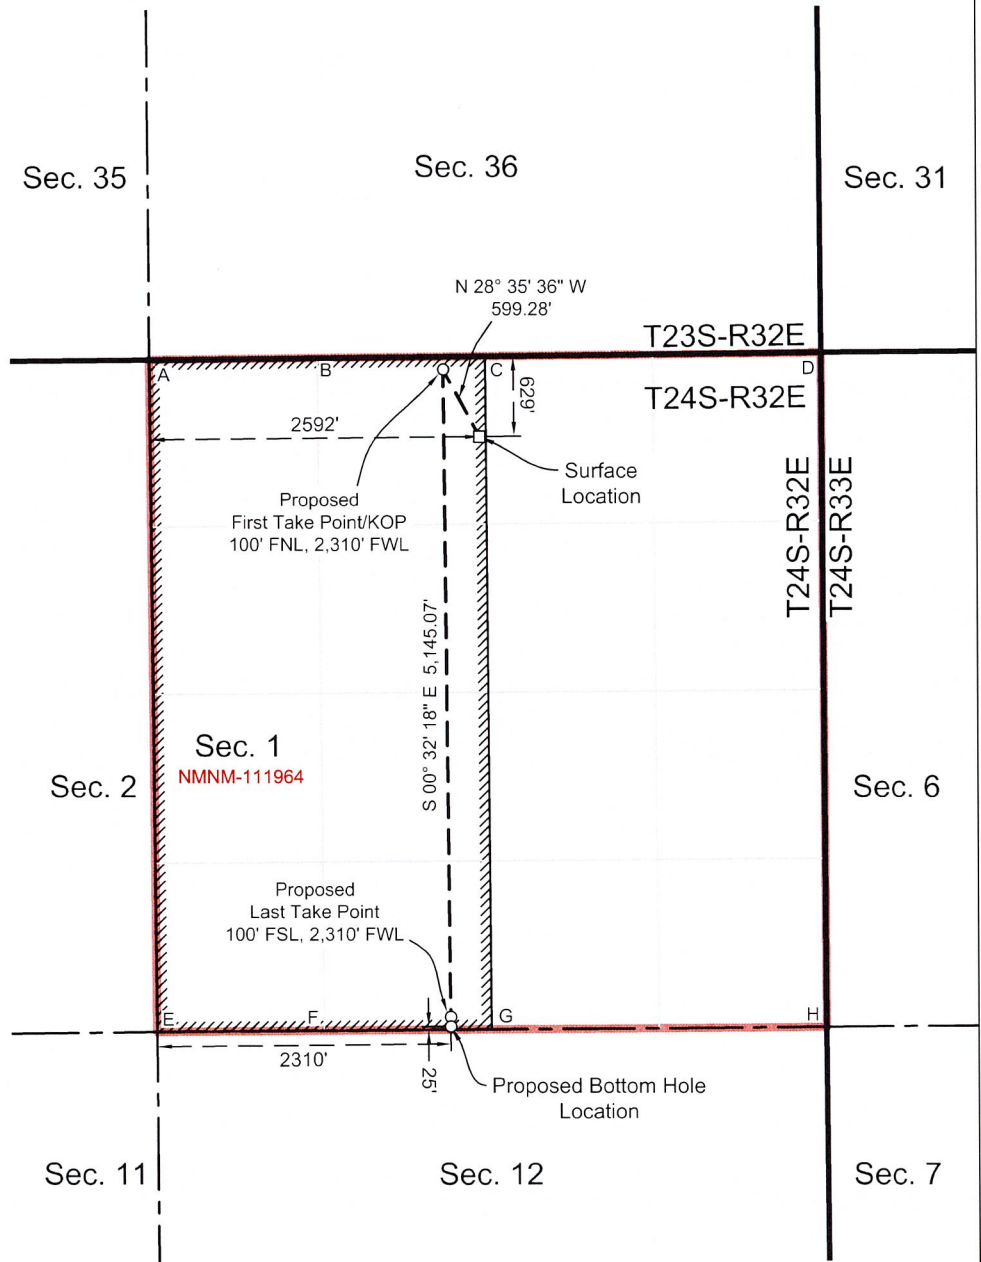 Sec. 35
Sec. 36
Sec. 31
N 28° 35' 36" W
599.28'
T23S-R32E
A
B
C
D
T24S-R32E
629'
2592'
Surface
Location
Proposed
First Take Point/KOP
100' FNL, 2,310' FWL
T24S-R32E
T24S-R33E
S 00° 32' 18" E 5,145.07'
Sec. 1
NMNM-111964
Sec. 2
Sec. 6
Proposed
Last Take Point
100' FSL, 2,310' FWL
E
F
G
H
2310'
25'
Proposed Bottom Hole
Location
Sec. 11
Sec. 12
Sec. 7